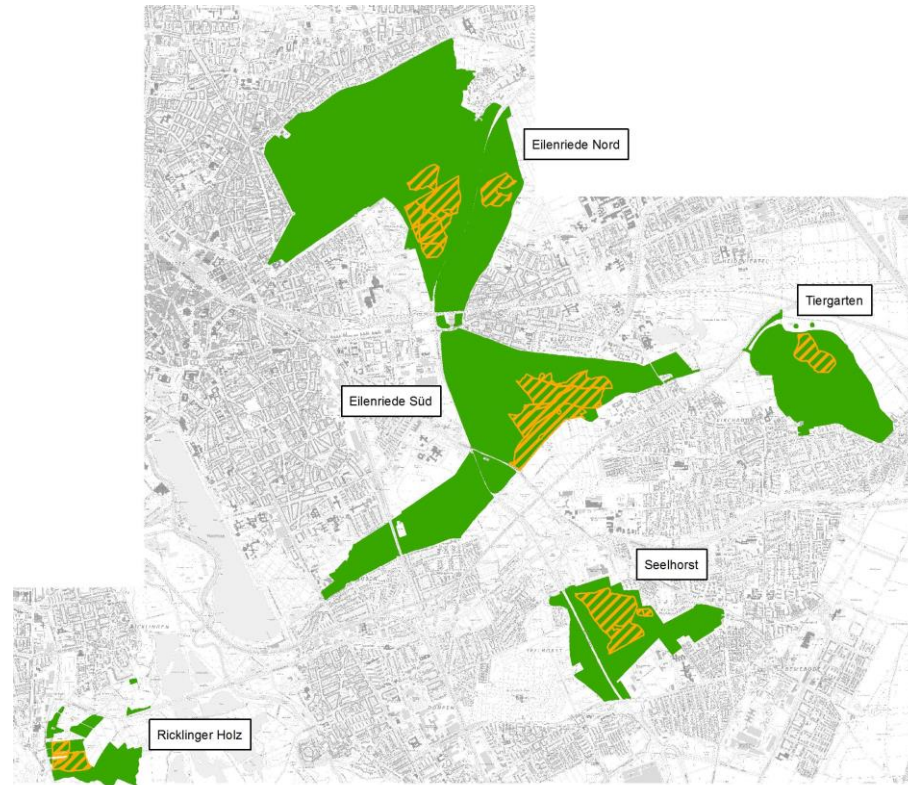 Eilenriede Nord
Tiergarten
Eilenriede Süd
Seelhorst
Ricklinger Holz